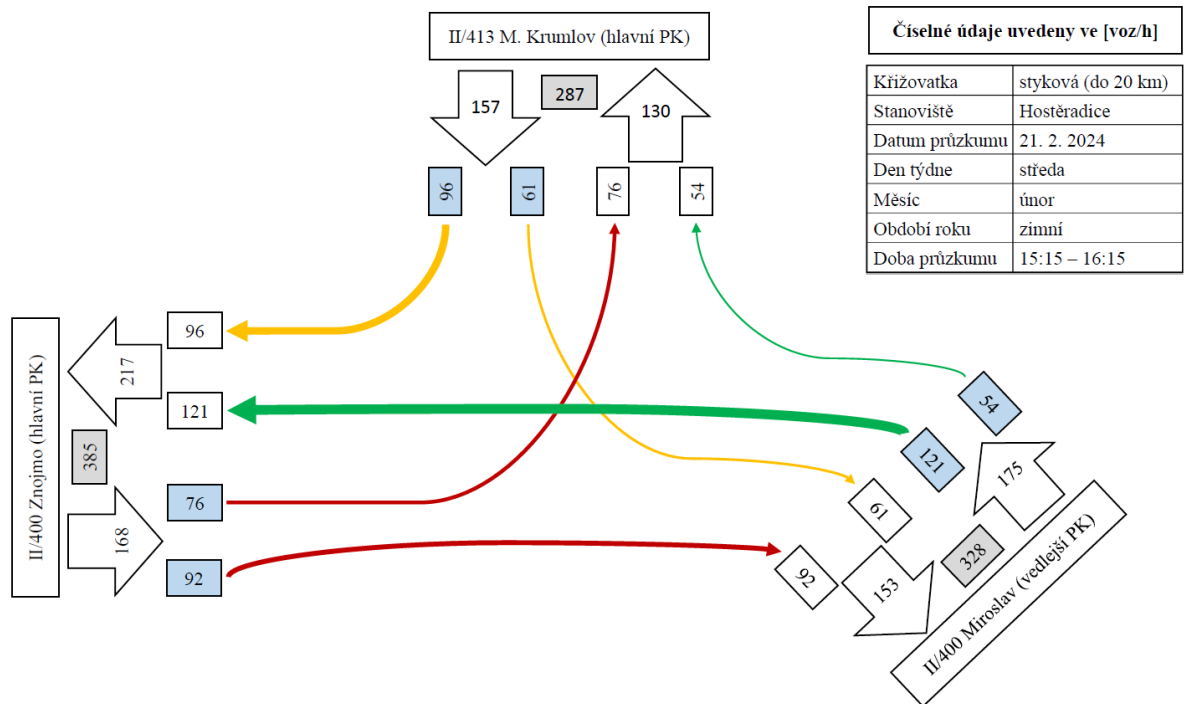 II/413 M. Krumlov (hlavní PK)
157
287
130
96
61
76
54
Číselné údaje uvedeny ve [voz/h]
Křižovatka styková (do 20 km)
Stanoviště Hostěradice
Datum průzkumu 21. 2. 2024
Den týdne středa
Měsíc únor
Období roku zimní
Doba průzkumu 15:15 – 16:15
II/400 Znojmo (hlavní PK)
217
385
168
96
121
76
92
54
121
175
61
328
92
153
II/400 Miroslav (vedlejší PK)